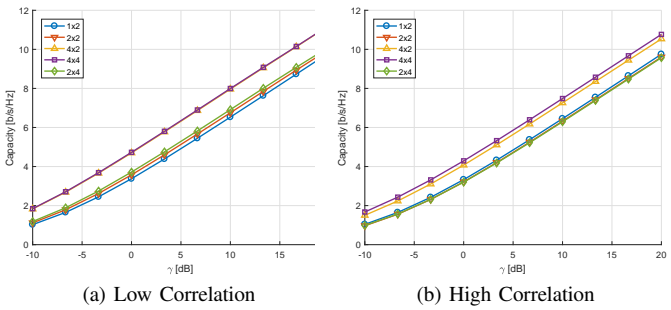 12
10
8
6
4
2
0
Capacity [b/s/Hz]
1x2
2x2
4x2
4x4
2x4
-10 -5 0 5 10 15
γ [dB]
(a) Low Correlation
12
10
8
6
4
2
0
Capacity [b/s/Hz]
1x2
2x2
4x2
4x4
2x4
-10 -5 0 5 10 15 20
γ [dB]
(b) High Correlation